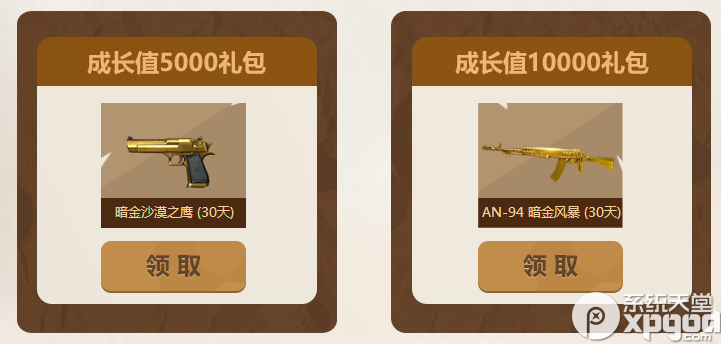 成长值5000礼包
暗金沙漠之鹰 (30天)
领 取
成长值10000礼包
AN-94 暗金风暴 (30天)
领 取
系统天堂
xpgod
.com